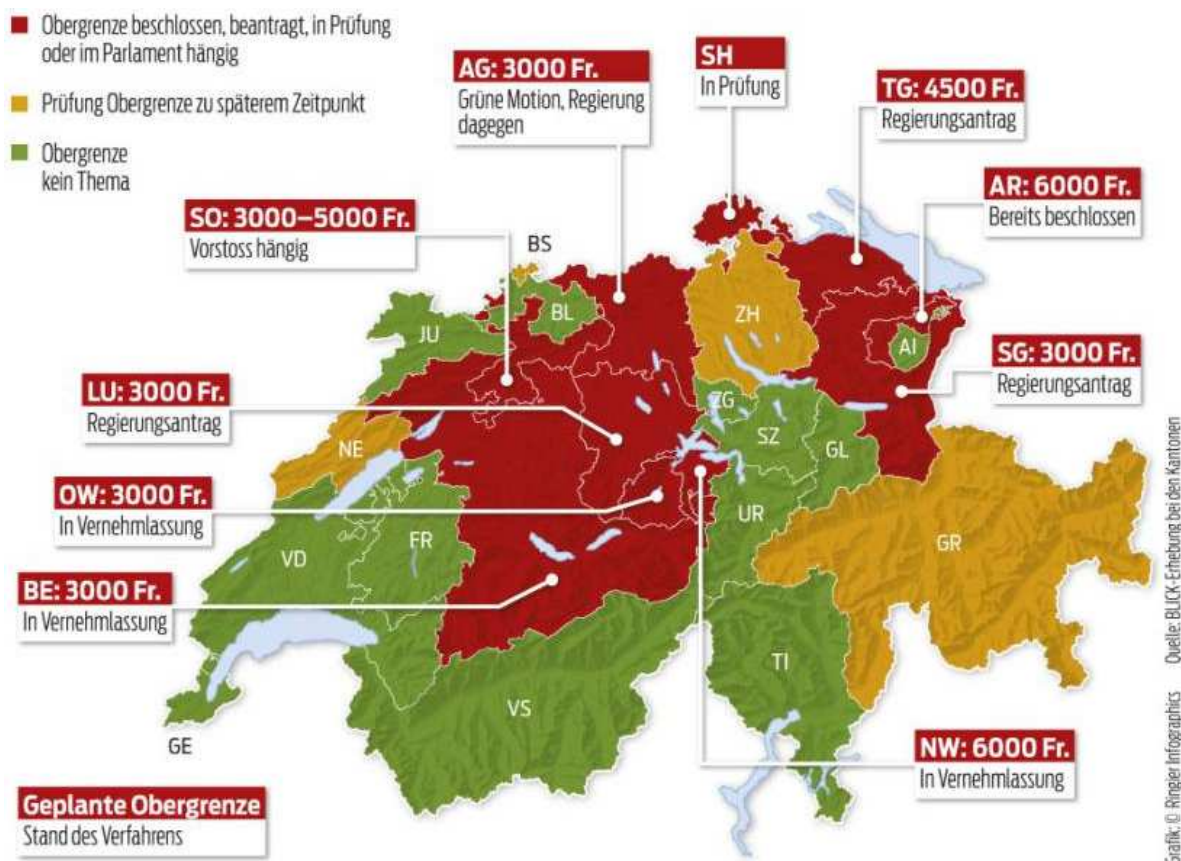 Obergrenze beschlossen, beantragt, in Prüfung
oder im Parlament hängig
Prüfung Obergrenze zu späterem Zeitpunkt
Obergrenze
kein Thema
AG: 3000 Fr.
Grüne Motion, Regierung
dagegen
SH
In Prüfung
TG: 4500 Fr.
Regierungsantrag
AR: 6000 Fr.
Bereits beschlossen
SO: 3000–5000 Fr.
Vorstoss hängig
BS
BL
JU
ZH
AI
SG: 3000 Fr.
Regierungsantrag
LU: 3000 Fr.
Regierungsantrag
ZG
SZ
GL
NE
OW: 3000 Fr.
In Vernehmlassung
UR
FR
VD
GR
BE: 3000 Fr.
In Vernehmlassung
TI
VS
GE
NW: 6000 Fr.
In Vernehmlassung
Geplante Obergrenze
Stand des Verfahrens
Grafik: © Ringier Infographics Quelle: BLICK-Erhebung bei den Kantonen